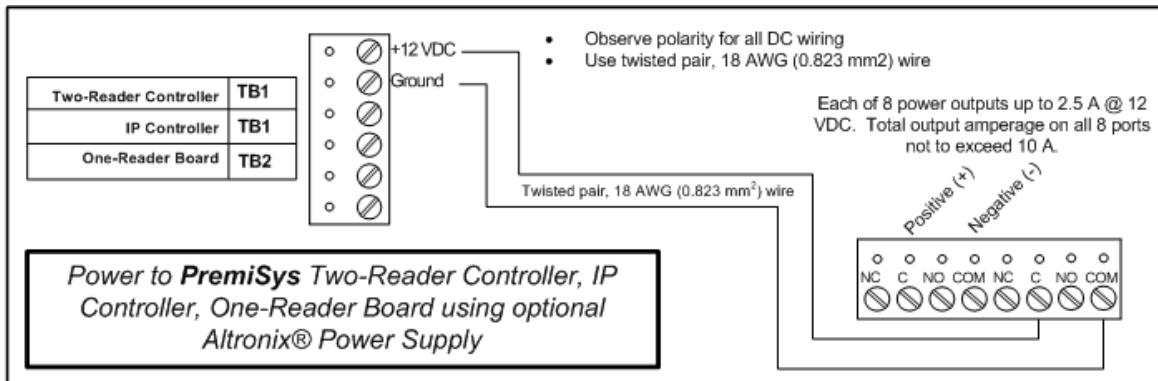 +12 VDC
Ground
• Observe polarity for all DC wiring
• Use twisted pair, 18 AWG (0.823 mm2) wire
Two-Reader Controller TB1
IP Controller TB1
One-Reader Board TB2
Each of 8 power outputs up to 2.5 A @ 12
VDC. Total output amperage on all 8 ports
not to exceed 10 A.
Twisted pair, 18 AWG (0.823 mm²) wire
Positive (+)
Negative (-)
NC C NO COM NC C NO COM
Power to PremiSys Two-Reader Controller, IP
Controller, One-Reader Board using optional
Altronix® Power Supply